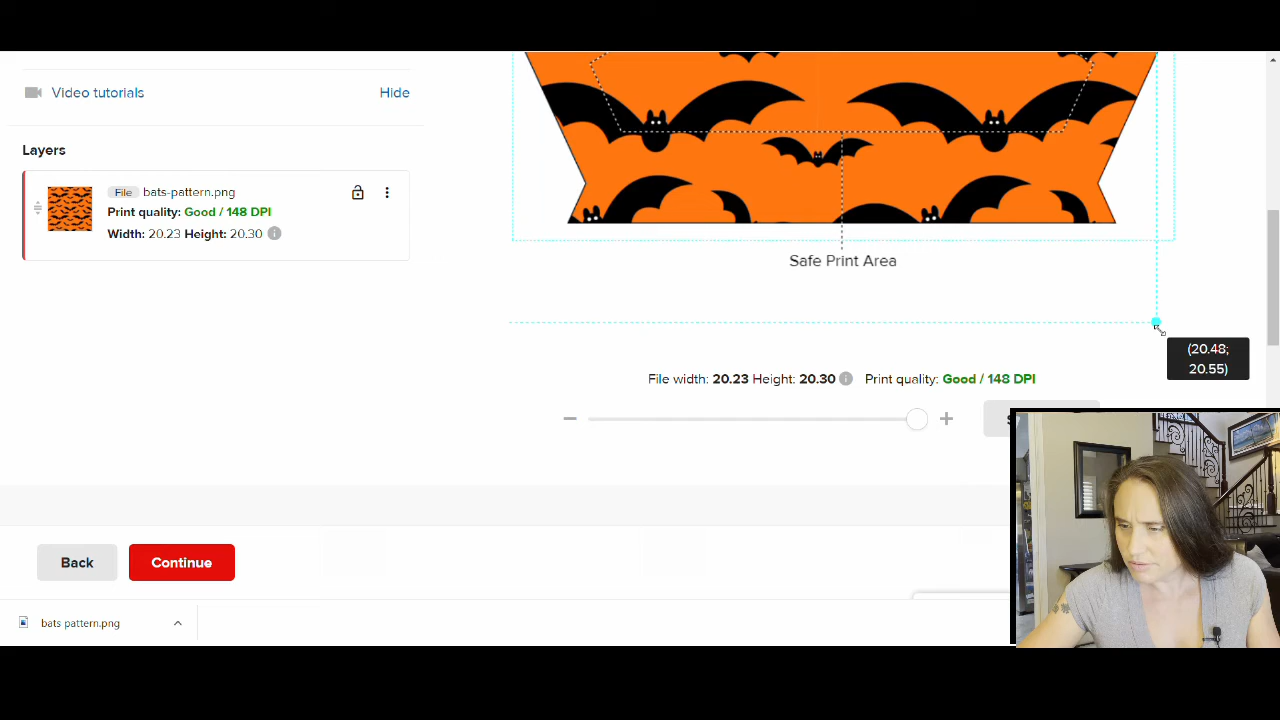 Video tutorials
Hide
Layers
File bats-pattern.png
Print quality: Good / 148 DPI
Width: 20.23 Height: 20.30
Safe Print Area
(20.48;
20.55)
File width: 20.23 Height: 20.30 Print quality: Good / 148 DPI
Back
Continue
bats pattern.png